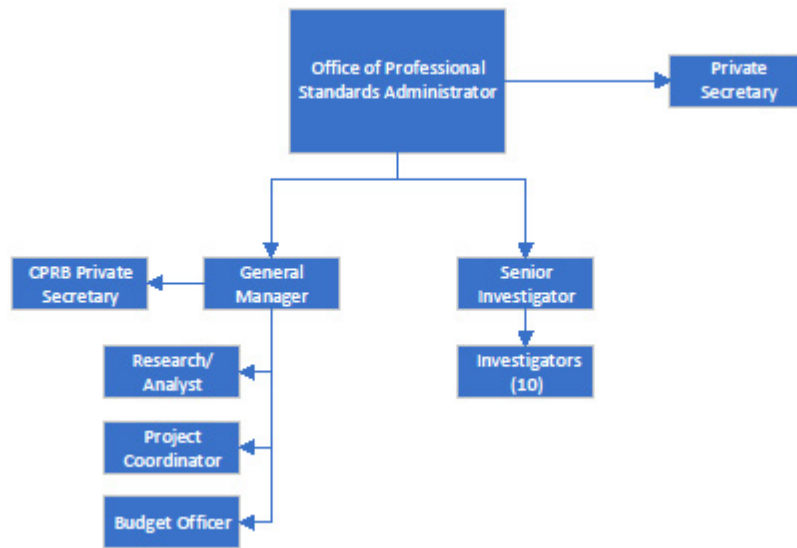 Office of Professional
Standards Administrator
Private
Secretary
CPRB Private
Secretary
General
Manager
Senior
Investigator
Research/
Analyst
Investigators
(10)
Project
Coordinator
Budget Officer